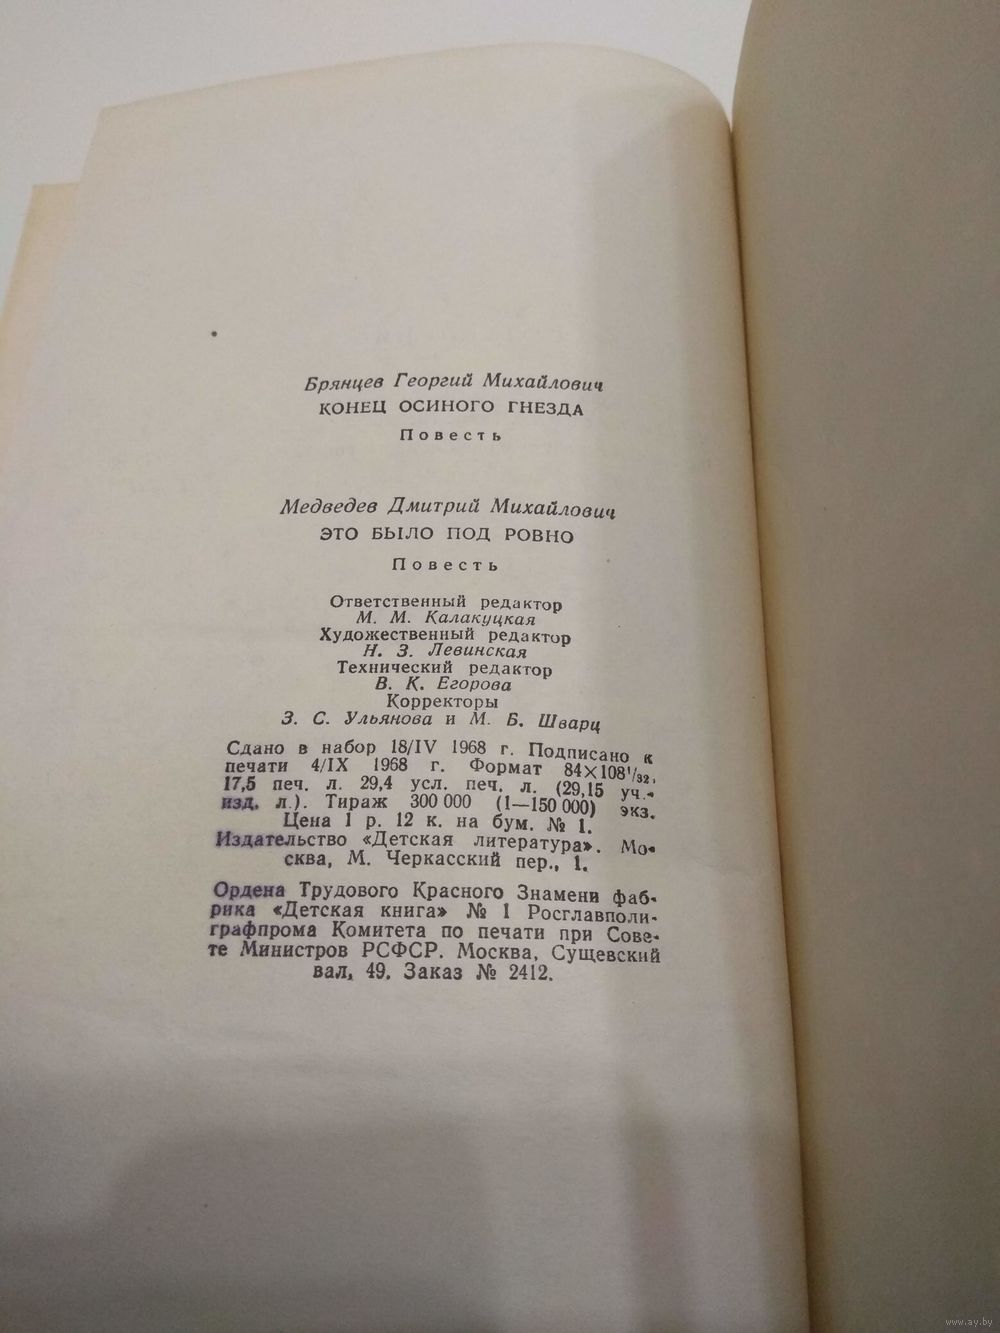 Брянцев Георгий Михайлович
КОНЕЦ ОСИНОГО ГНЕЗДА
Повесть
Медведев Дмитрий Михайлович
ЭТО БЫЛО ПОД РОВНО
Повесть
Ответственный редактор
М. М. Калакуцкая
Художественный редактор
Н. З. Левинская
Технический редактор
В. К. Егорова
Корректоры
З. С. Ульянова и М. Б. Шварц
Сдано в набор 18/IV 1968 г. Подписано к
печати 4/IX 1968 г. Формат 84×108¹/₃₂.
17,5 печ. л. 29,4 усл. печ. л. (29,15 уч.-
изд. л.). Тираж 300 000 (1—150 000) экз.
Цена 1 р. 12 к. на бум. № 1.
Издательство «Детская литература». Мо-
сква, М. Черкасский пер., 1.
Ордена Трудового Красного Знамени фаб-
рика «Детская книга» № 1 Росглавполи-
графпрома Комитета по печати при Сове-
те Министров РСФСР. Москва, Сущевский
вал, 49. Заказ № 2412.
www.ay.by